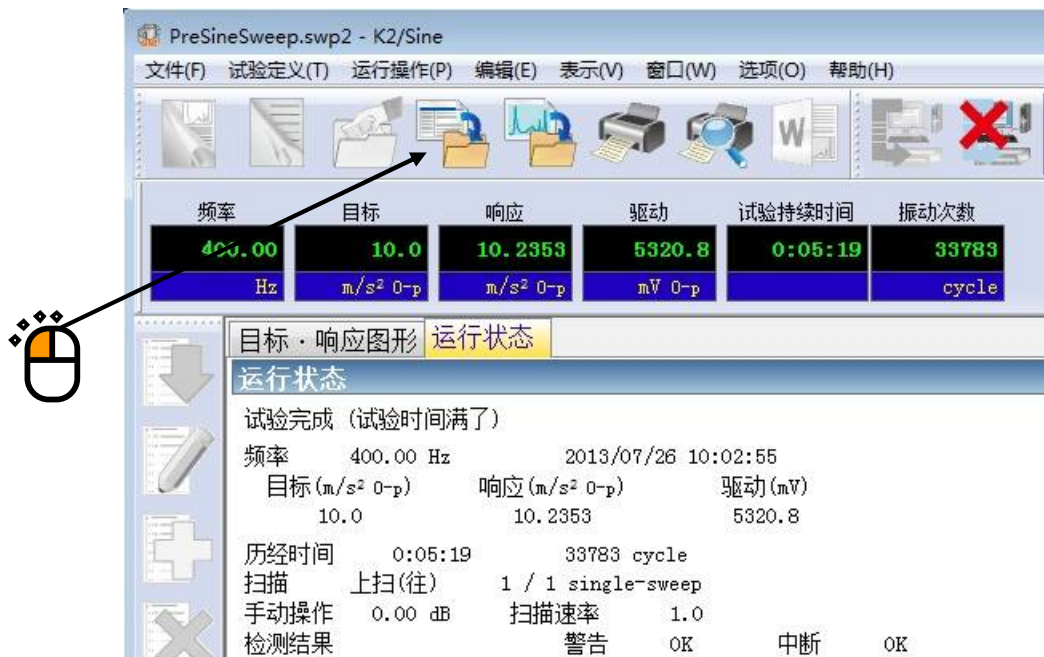 PreSineSweep.swp2 - K2/Sine
文件(F) 试验定义(T) 运行操作(P) 编辑(E) 表示(V) 窗口(W) 选项(O) 帮助(H)
W
频率 目标 响应 驱动 试验持续时间 振动次数
400.00 10.0 10.2353 5320.8 0:05:19 33783
Hz m/s² 0-p m/s² 0-p mV 0-p cycle
目标・响应图形 运行状态
运行状态
试验完成 (试验时间满了)
频率 400.00 Hz 2013/07/26 10:02:55
目标(m/s² 0-p) 响应(m/s² 0-p) 驱动(mV)
10.0 10.2353 5320.8
历经时间 0:05:19 33783 cycle
扫描 上扫(往) 1 / 1 single-sweep
手动操作 0.00 dB 扫描速率 1.0
检测结果 警告 OK 中断 OK